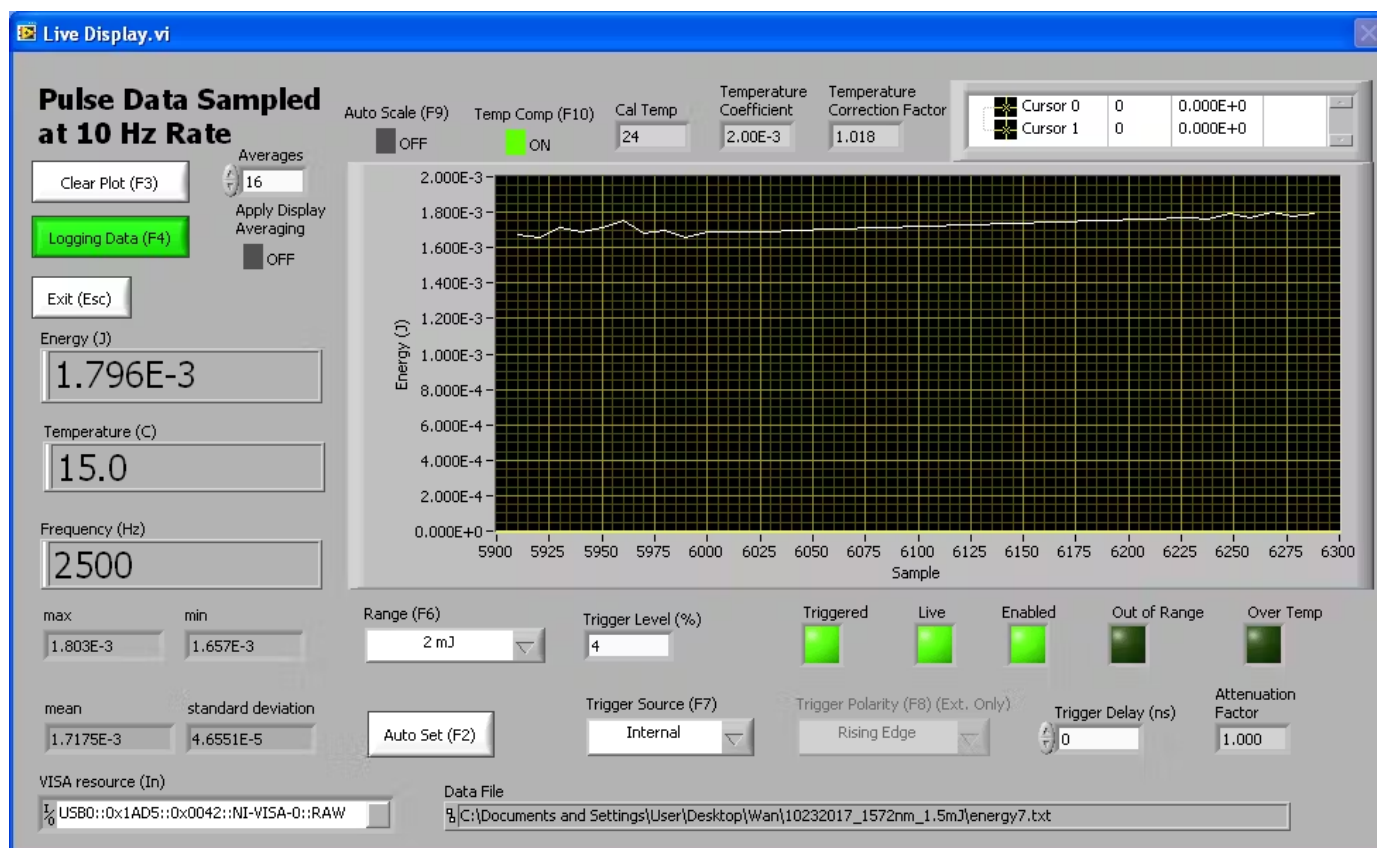 Live Display.vi
Pulse Data Sampled
at 10 Hz Rate
Auto Scale (F9)
OFF
Temp Comp (F10)
ON
Cal Temp
24
Temperature
Coefficient
2.00E-3
Temperature
Correction Factor
1.018
Cursor 0 0 0.000E+0
Cursor 1 0 0.000E+0
Clear Plot (F3)
Averages
16
Logging Data (F4)
Apply Display
Averaging
OFF
Exit (Esc)
Energy (J)
1.796E-3
Temperature (C)
15.0
Frequency (Hz)
2500
Energy (J)
2.000E-3
1.800E-3
1.600E-3
1.400E-3
1.200E-3
1.000E-3
8.000E-4
6.000E-4
4.000E-4
2.000E-4
0.000E+0
5900 5925 5950 5975 6000 6025 6050 6075 6100 6125 6150 6175 6200 6225 6250 6275 6300
Sample
max
1.803E-3
min
1.657E-3
Range (F6)
2 mJ
Trigger Level (%)
4
Triggered
Live
Enabled
Out of Range
Over Temp
mean
1.7175E-3
standard deviation
4.6551E-5
Auto Set (F2)
Trigger Source (F7)
Internal
Trigger Polarity (F8) (Ext. Only)
Rising Edge
Trigger Delay (ns)
0
Attenuation
Factor
1.000
VISA resource (In)
I/0 USB0::0x1AD5::0x0042::NI-VISA-0::RAW
Data File
C:\Documents and Settings\User\Desktop\Wan\10232017_1572nm_1.5mJ\energy7.txt